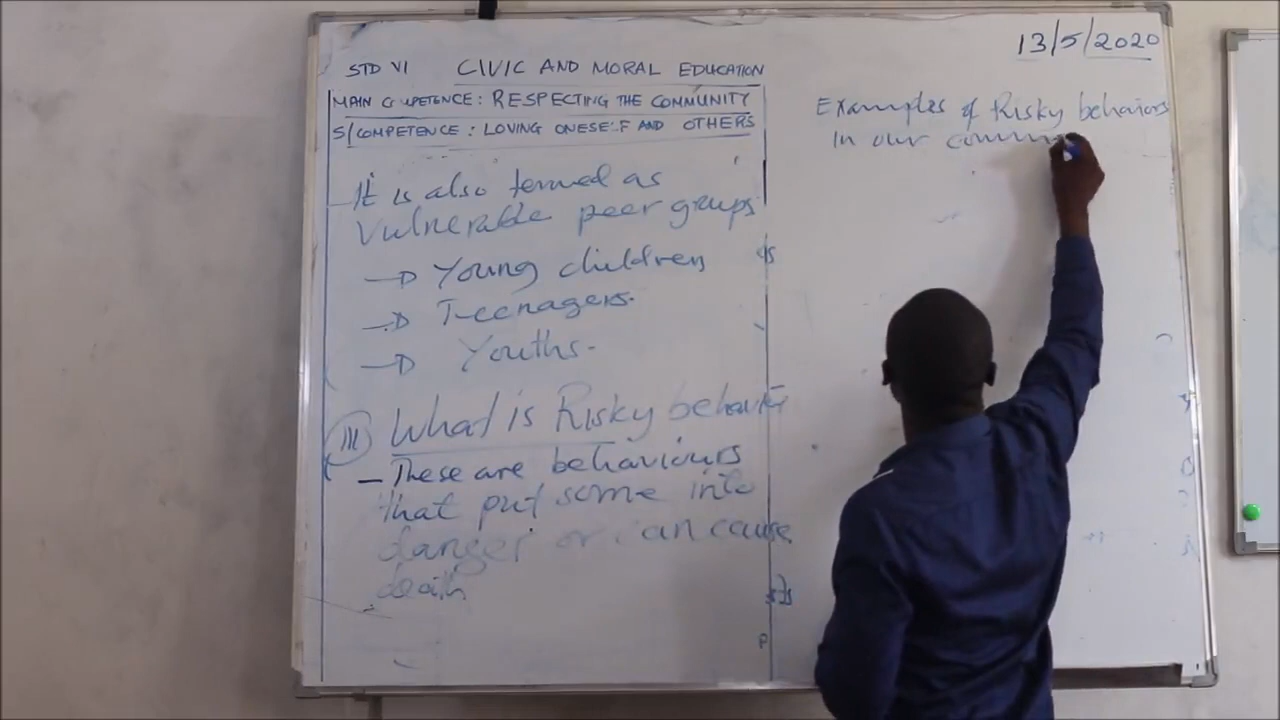 13/5/2020
STD VI CIVIC AND MORAL EDUCATION
MAIN COMPETENCE: RESPECTING THE COMMUNITY
S/COMPETENCE: LOVING ONESELF AND OTHERS
It is also termed as
Vulnerable peer groups
→ Young children
→ Teenagers.
→ Youths.
III What is Risky behavior
- These are behaviours
that put some into
danger or can cause
death
Examples of Risky behaviors
in our commu